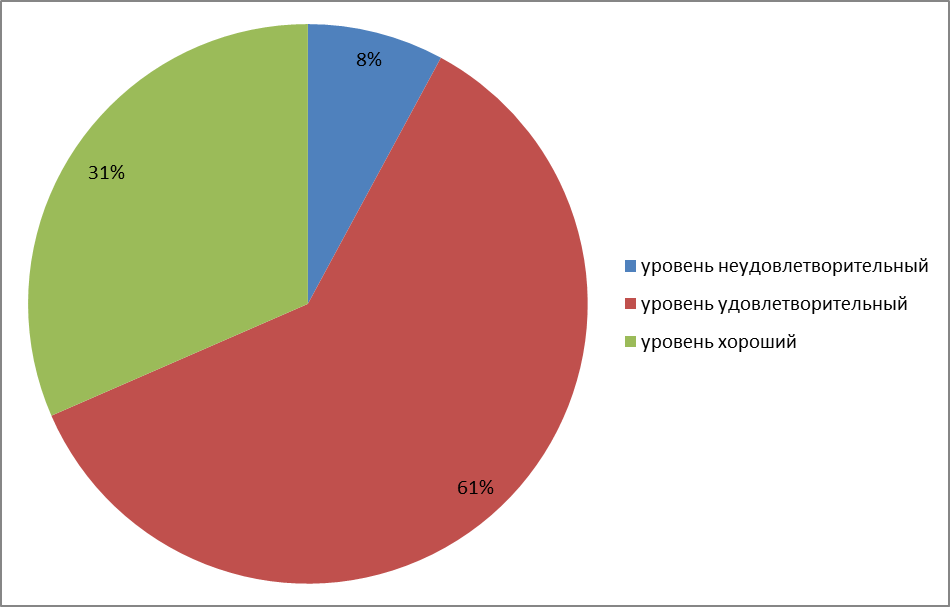 8%
31%
61%
уровень неудовлетворительный
уровень удовлетворительный
уровень хороший